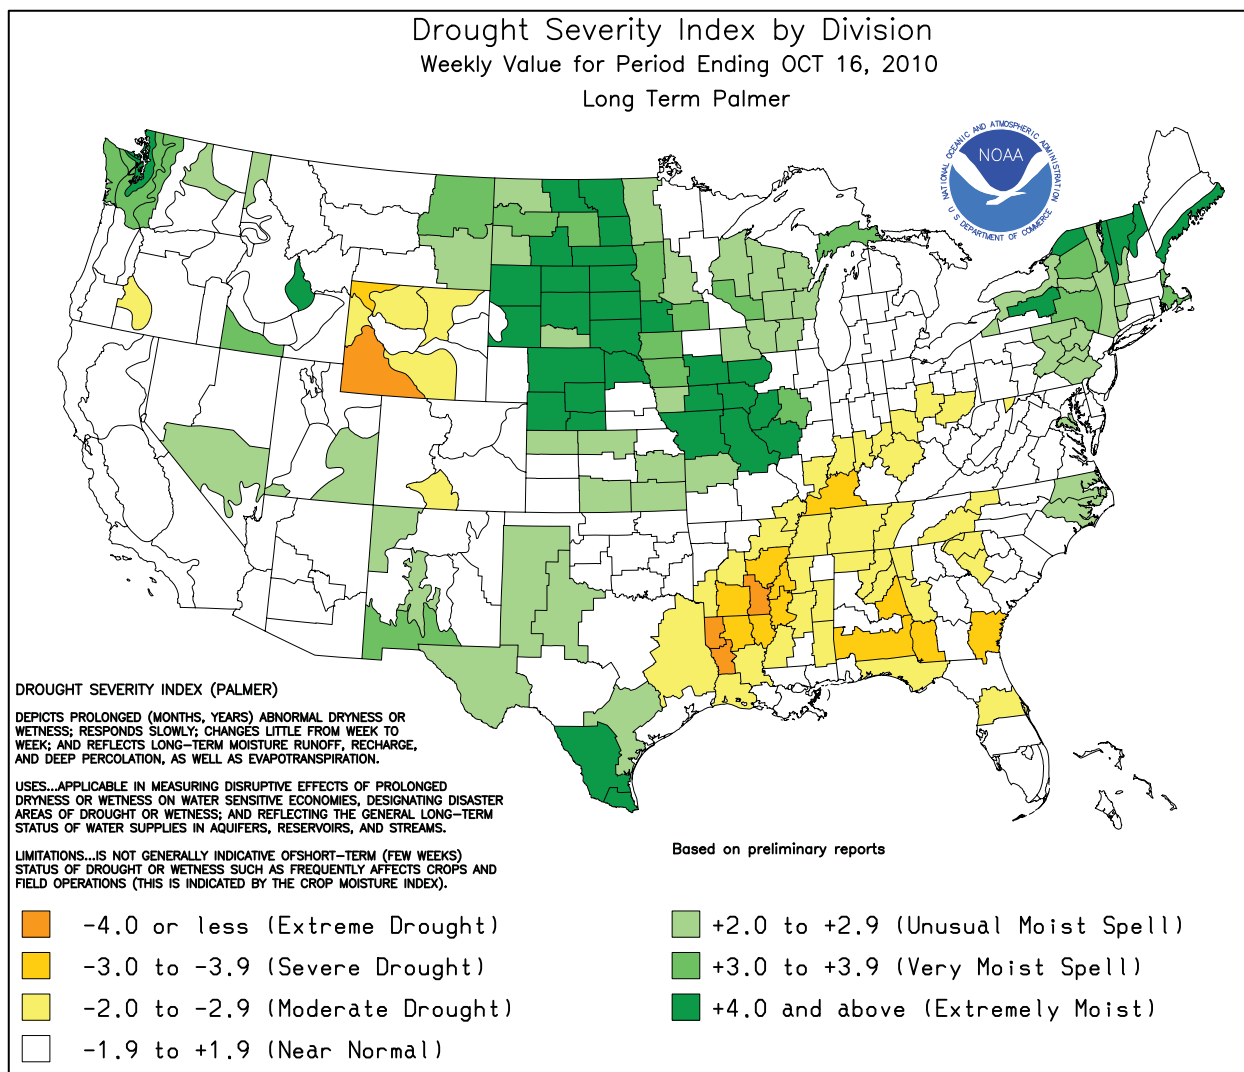 Drought Severity Index by Division
Weekly Value for Period Ending OCT 16, 2010
Long Term Palmer
NATIONAL OCEANIC AND ATMOSPHERIC ADMINISTRATION
NOAA
U S DEPARTMENT OF COMMERCE
DROUGHT SEVERITY INDEX (PALMER)
DEPICTS PROLONGED (MONTHS, YEARS) ABNORMAL DRYNESS OR
WETNESS; RESPONDS SLOWLY; CHANGES LITTLE FROM WEEK TO
WEEK; AND REFLECTS LONG-TERM MOISTURE RUNOFF, RECHARGE,
AND DEEP PERCOLATION, AS WELL AS EVAPOTRANSPIRATION.
USES...APPLICABLE IN MEASURING DISRUPTIVE EFFECTS OF PROLONGED
DRYNESS OR WETNESS ON WATER SENSITIVE ECONOMIES, DESIGNATING DISASTER
AREAS OF DROUGHT OR WETNESS; AND REFLECTING THE GENERAL LONG-TERM
STATUS OF WATER SUPPLIES IN AQUIFERS, RESERVOIRS, AND STREAMS.
LIMITATIONS...IS NOT GENERALLY INDICATIVE OFSHORT-TERM (FEW WEEKS)
STATUS OF DROUGHT OR WETNESS SUCH AS FREQUENTLY AFFECTS CROPS AND
FIELD OPERATIONS (THIS IS INDICATED BY THE CROP MOISTURE INDEX).
Based on preliminary reports
-4.0 or less (Extreme Drought)
-3.0 to -3.9 (Severe Drought)
-2.0 to -2.9 (Moderate Drought)
-1.9 to +1.9 (Near Normal)
+2.0 to +2.9 (Unusual Moist Spell)
+3.0 to +3.9 (Very Moist Spell)
+4.0 and above (Extremely Moist)